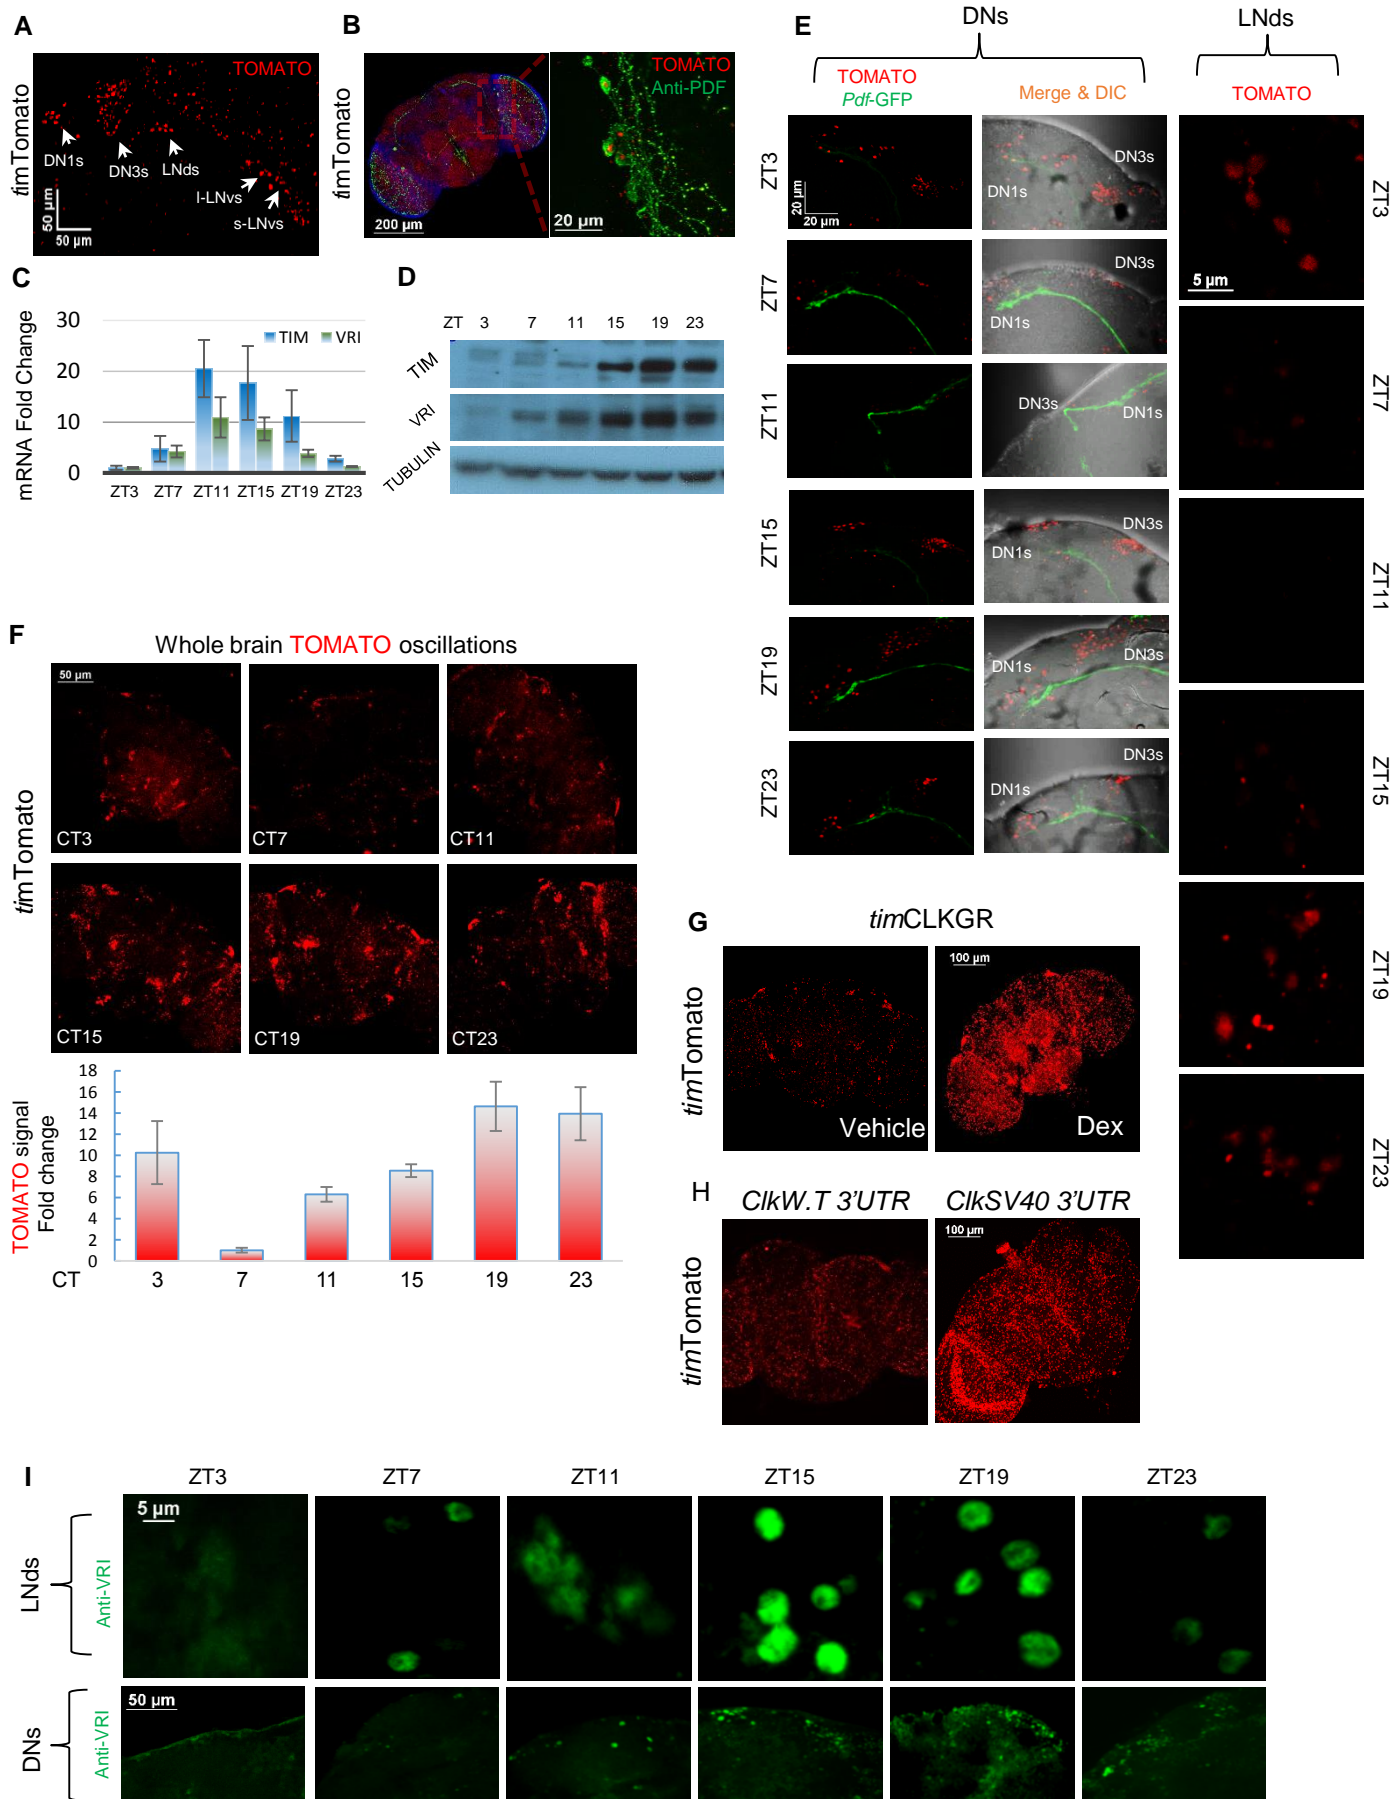 A
timTomato
TOMATO
DN1s
DN3s
LNds
l-LNvs
s-LNvs
50 µm
50 µm
B
timTomato
200 µm
TOMATO
Anti-PDF
20 µm
C
mRNA Fold Change
30
20
10
0
TIM VRI
ZT3 ZT7 ZT11 ZT15 ZT19 ZT23
D
ZT 3 7 11 15 19 23
TIM
VRI
TUBULIN
E
DNs
LNds
TOMATO
Pdf-GFP
Merge & DIC
TOMATO
ZT3
20 µm
20 µm
DN1s
DN3s
5 µm
ZT3
ZT7
DN1s
DN3s
ZT7
ZT11
DN3s
DN1s
ZT11
ZT15
DN1s
DN3s
ZT15
ZT19
DN1s
DN3s
ZT19
ZT23
DN1s
DN3s
ZT23
F
Whole brain TOMATO oscillations
timTomato
50 µm
CT3
CT7
CT11
CT15
CT19
CT23
TOMATO signal
Fold change
18
16
14
12
10
8
6
4
2
0
CT 3 7 11 15 19 23
G
timCLKGR
timTomato
Vehicle
100 µm
Dex
H
ClkW.T 3’UTR
ClkSV40 3’UTR
timTomato
100 µm
I
ZT3 ZT7 ZT11 ZT15 ZT19 ZT23
LNds
Anti-VRI
5 µm
DNs
Anti-VRI
50 µm